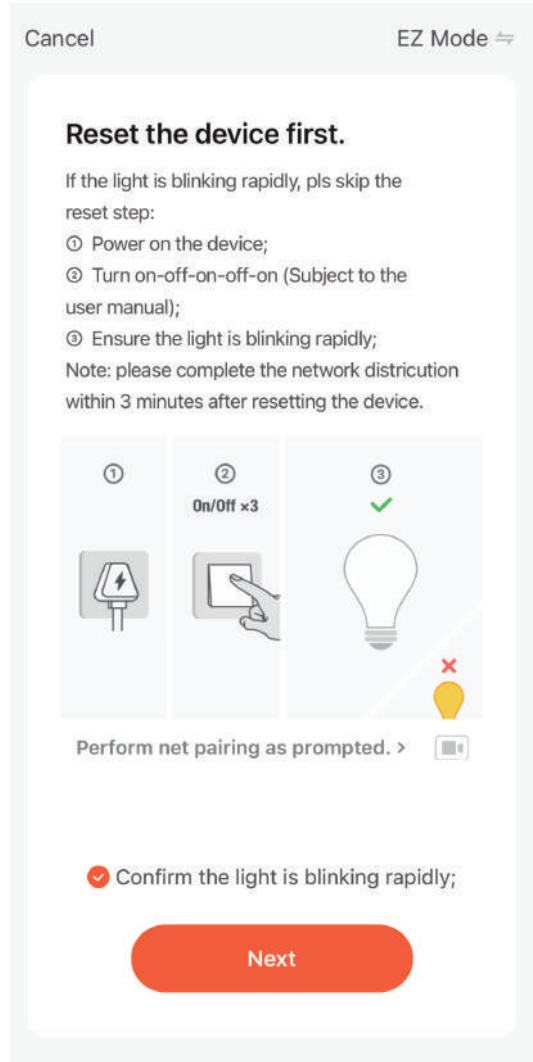 Cancel
EZ Mode
Reset the device first.
If the light is blinking rapidly, pls skip the
reset step:
① Power on the device;
② Turn on-off-on-off-on (Subject to the
user manual);
③ Ensure the light is blinking rapidly;
Note: please complete the network districution
within 3 minutes after resetting the device.
①
②
③
On/Off ×3
Perform net pairing as prompted. >
Confirm the light is blinking rapidly;
Next